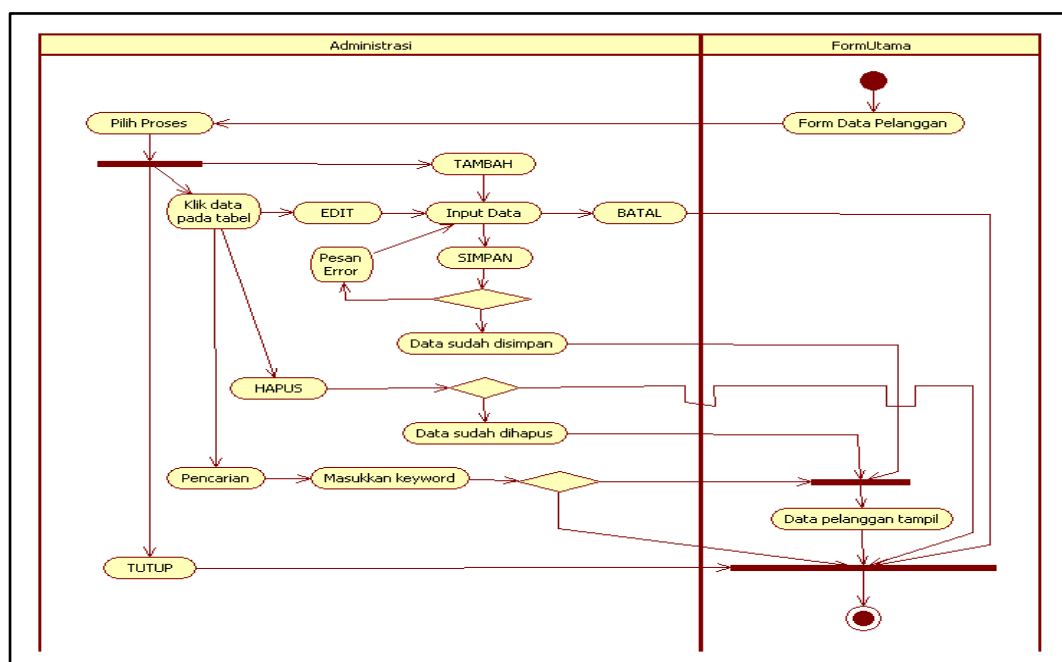 Administrasi
FormUtama
Pilih Proses
Form Data Pelanggan
TAMBAH
Klik data
pada tabel
EDIT
Input Data
BATAL
Pesan
Error
SIMPAN
Data sudah disimpan
HAPUS
Data sudah dihapus
Pencarian
Masukkan keyword
Data pelanggan tampil
TUTUP